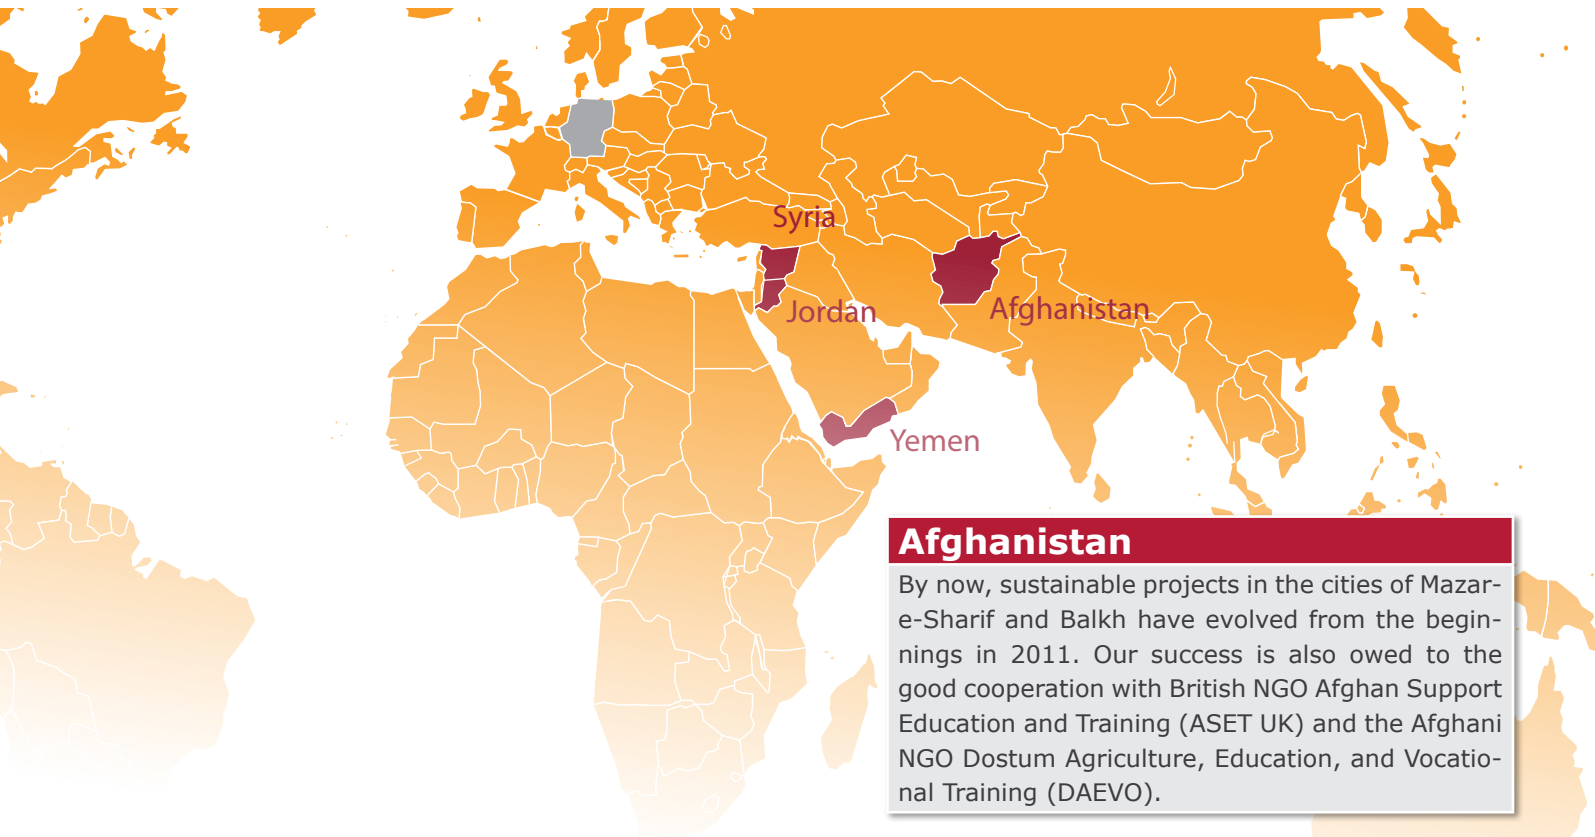 Syria
Jordan
Afghanistan
Yemen
Afghanistan
By now, sustainable projects in the cities of Mazar-
e-Sharif and Balkh have evolved from the begin-
nings in 2011. Our success is also owed to the
good cooperation with British NGO Afghan Support
Education and Training (ASET UK) and the Afghani
NGO Dostum Agriculture, Education, and Vocatio-
nal Training (DAEVO).